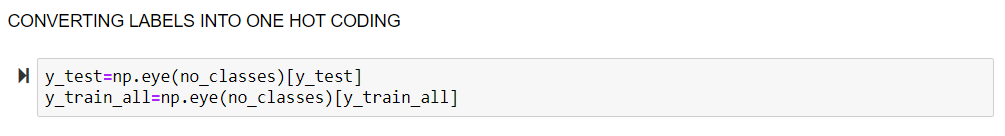 CONVERTING LABELS INTO ONE HOT CODING
y_test=np.eye(no_classes)[y_test]
y_train_all=np.eye(no_classes)[y_train_all]